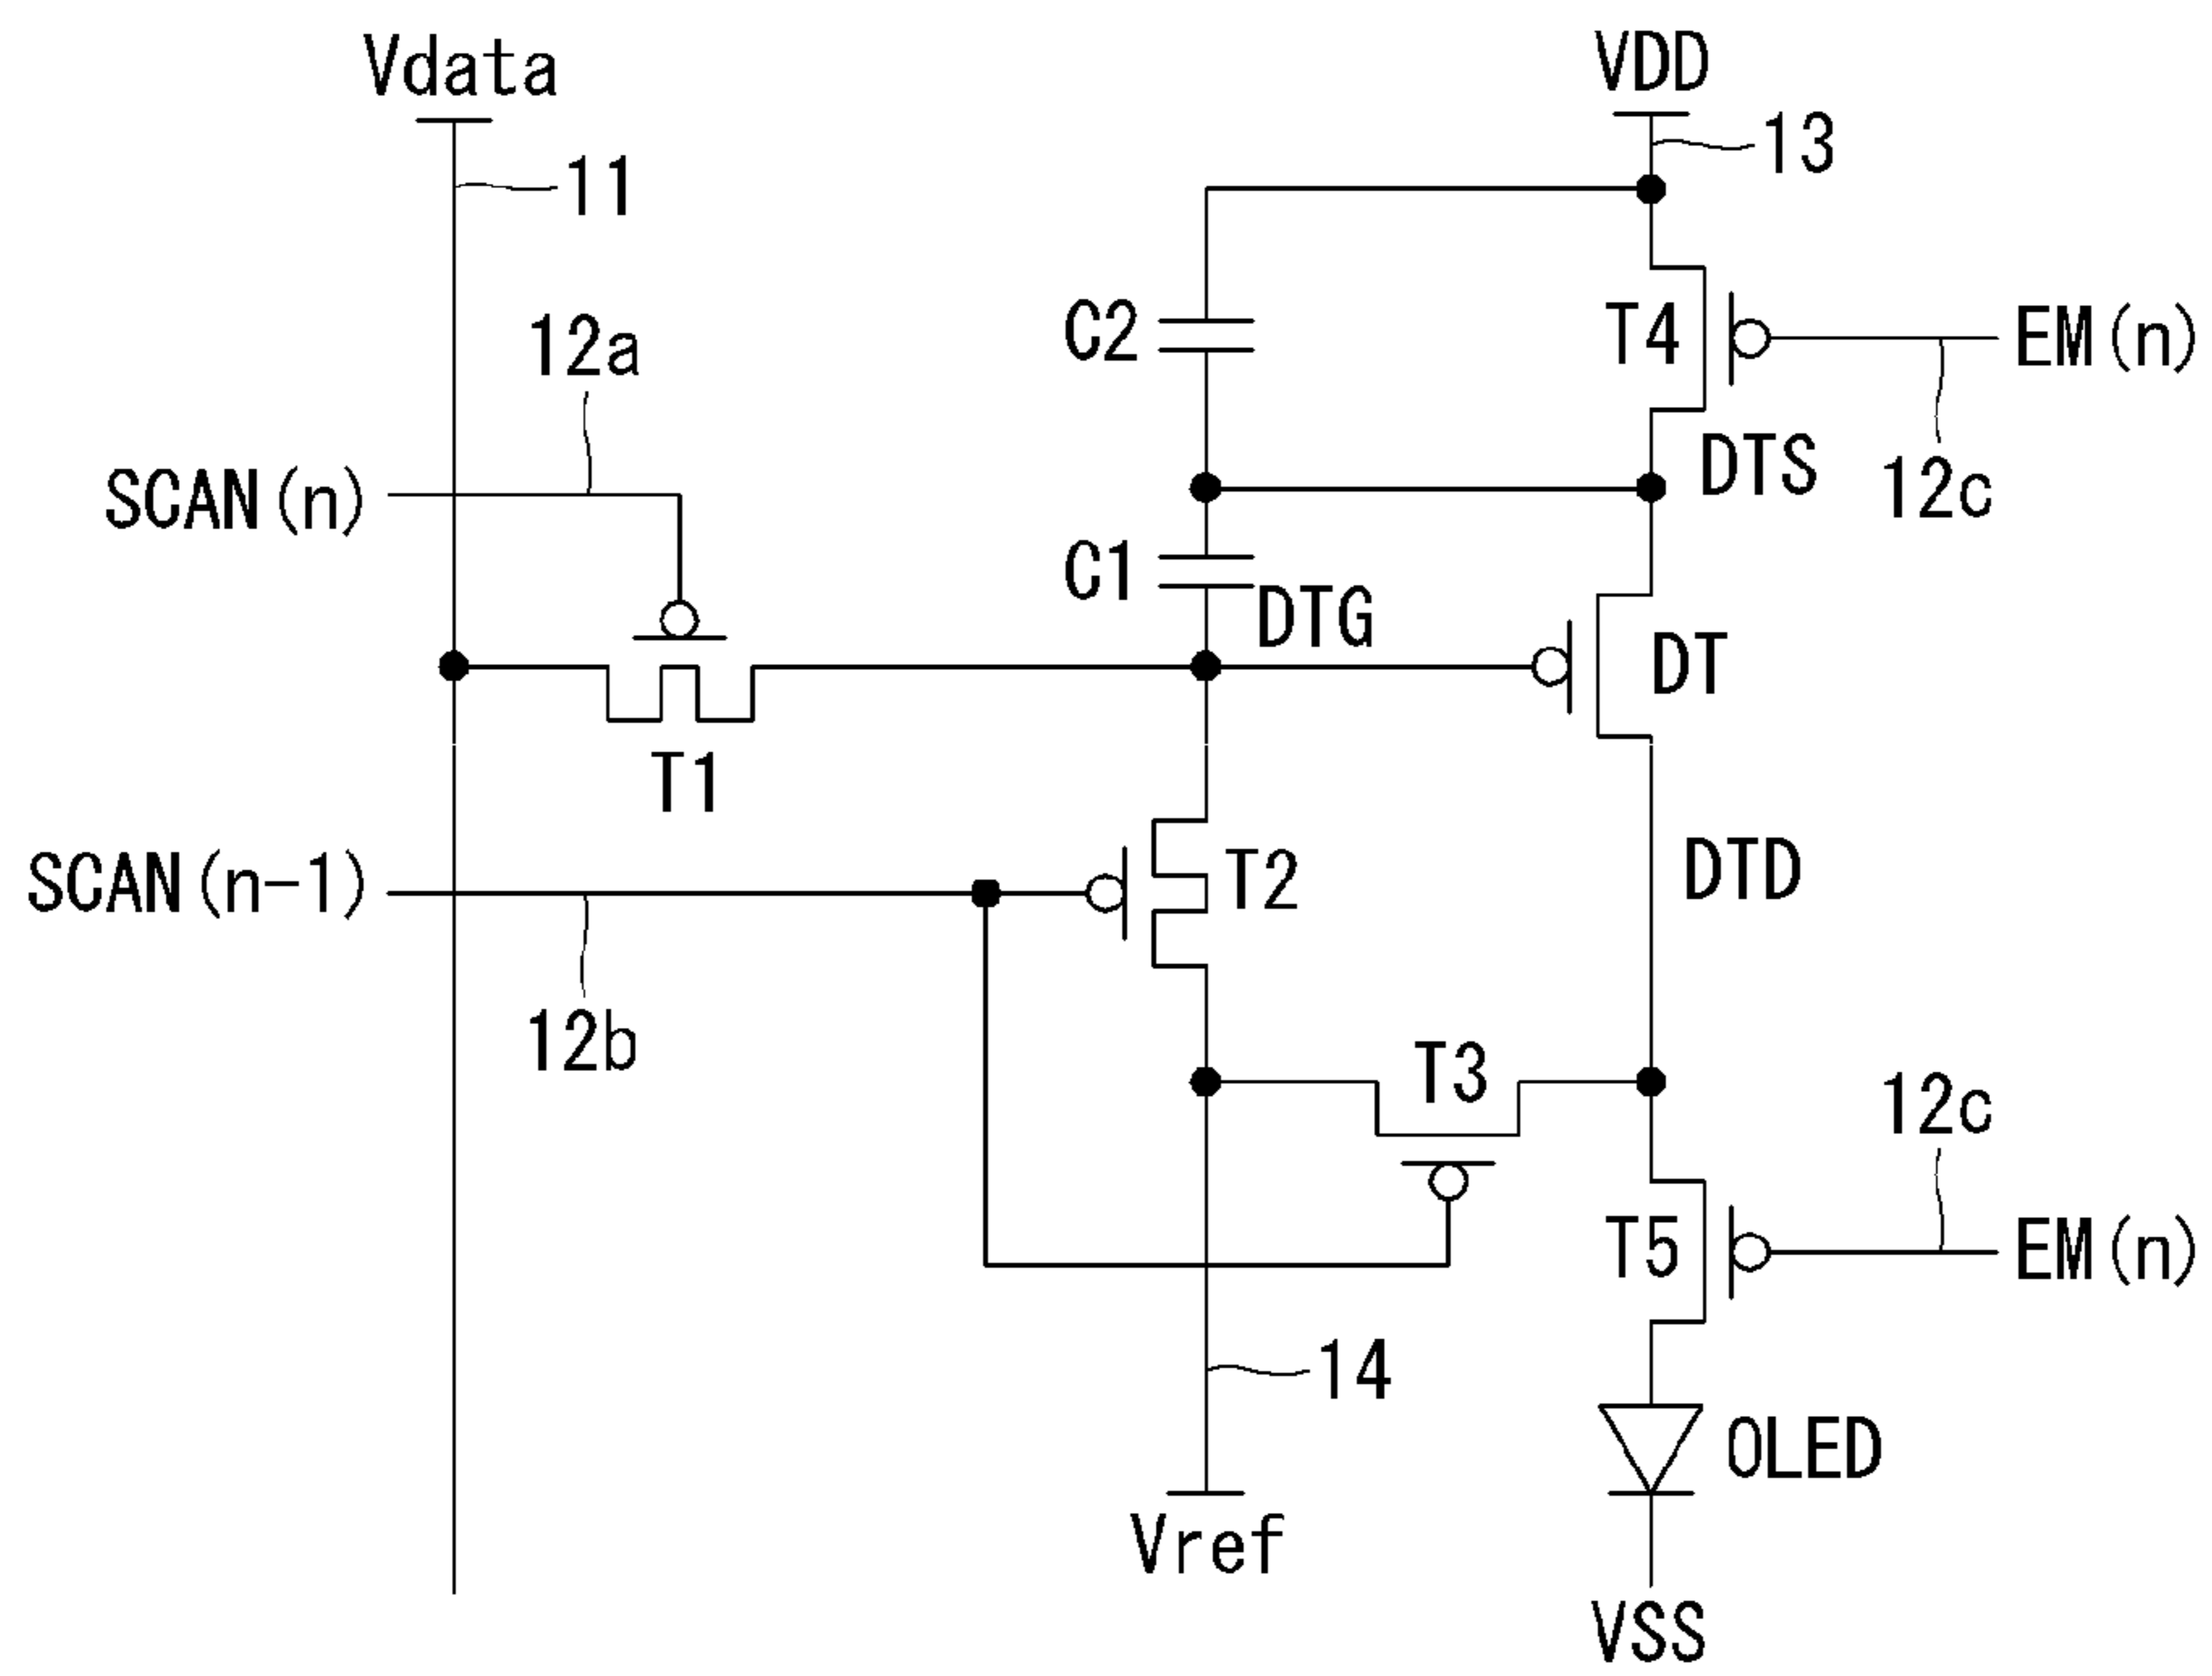 Vdata
VDD
13
11
C2
T4
EM(n)
12a
DTS
12c
SCAN(n)
C1
DTG
DT
T1
SCAN(n-1)
T2
DTD
12b
T3
12c
T5
EM(n)
14
OLED
Vref
VSS